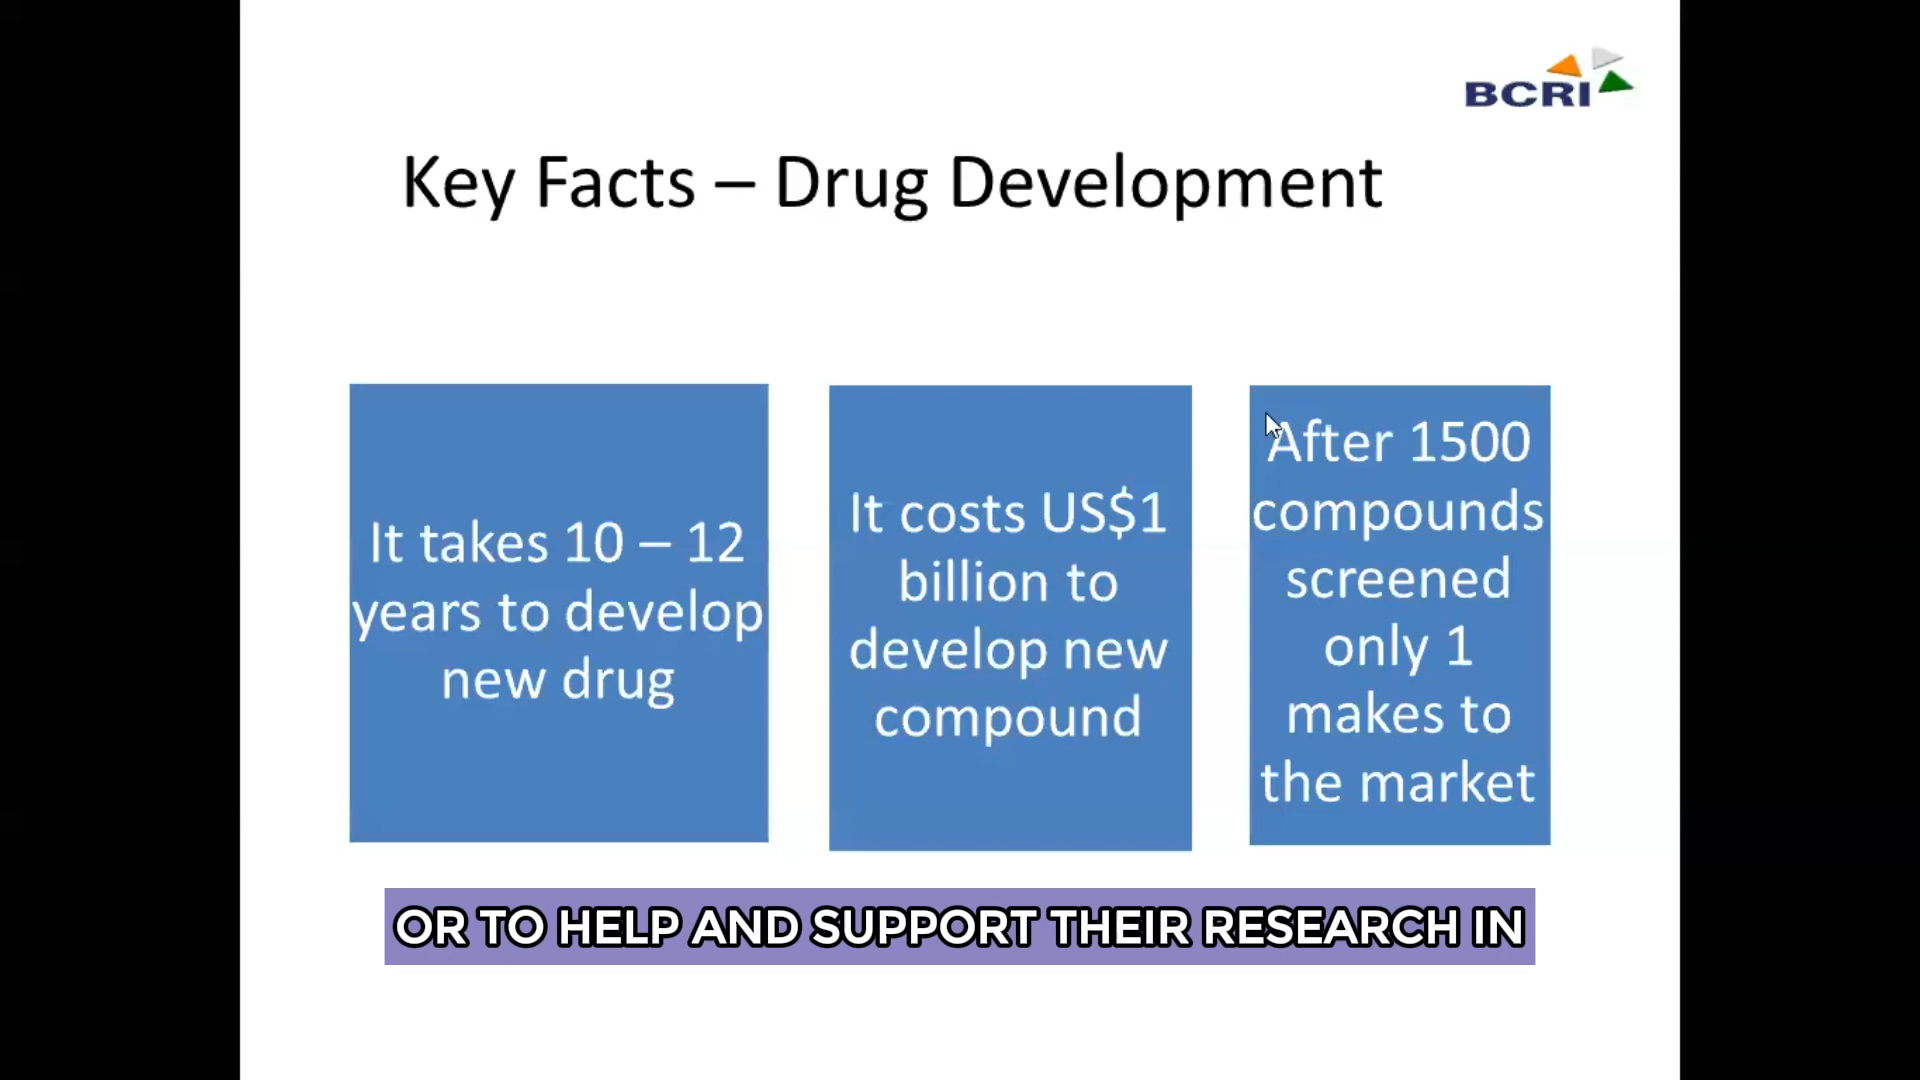 BCRI
Key Facts – Drug Development
It takes 10 – 12
years to develop
new drug
It costs US$1
billion to
develop new
compound
After 1500
compounds
screened
only 1
makes to
the market
OR TO HELP AND SUPPORT THEIR RESEARCH IN